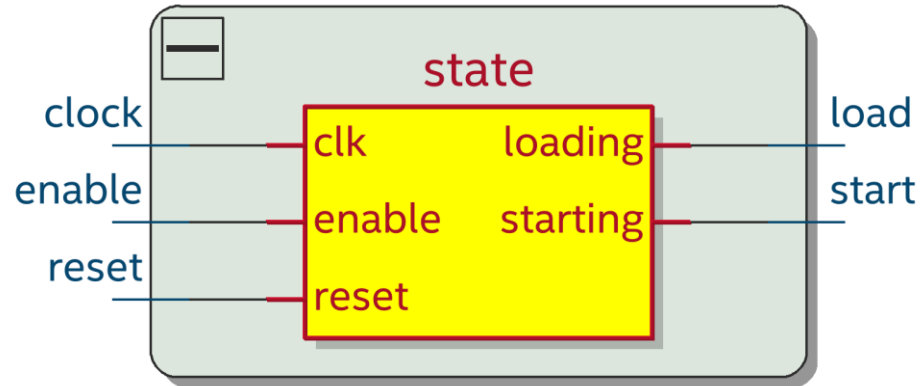 state
clock
clk
loading
load
enable
enable
starting
start
reset
reset